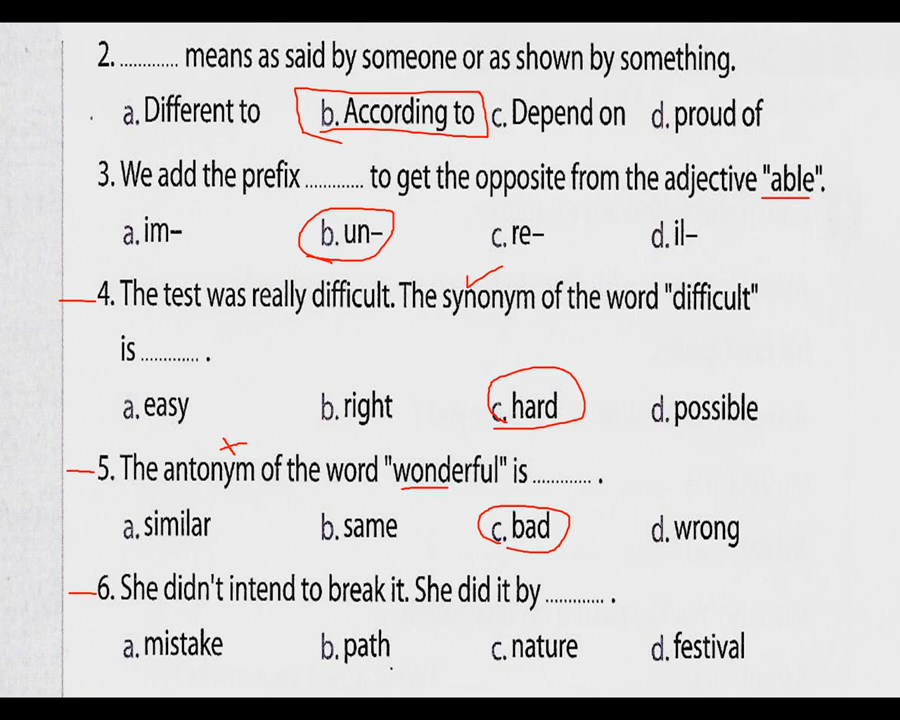 2. ............ means as said by someone or as shown by something.
a. Different to b. According to c. Depend on d. proud of
3. We add the prefix ............ to get the opposite from the adjective "able".
a. im– b. un– c. re– d. il–
4. The test was really difficult. The synonym of the word "difficult"
is ............ .
a. easy b. right c. hard d. possible
5. The antonym of the word "wonderful" is ............ .
a. similar b. same c. bad d. wrong
6. She didn't intend to break it. She did it by ............ .
a. mistake b. path c. nature d. festival